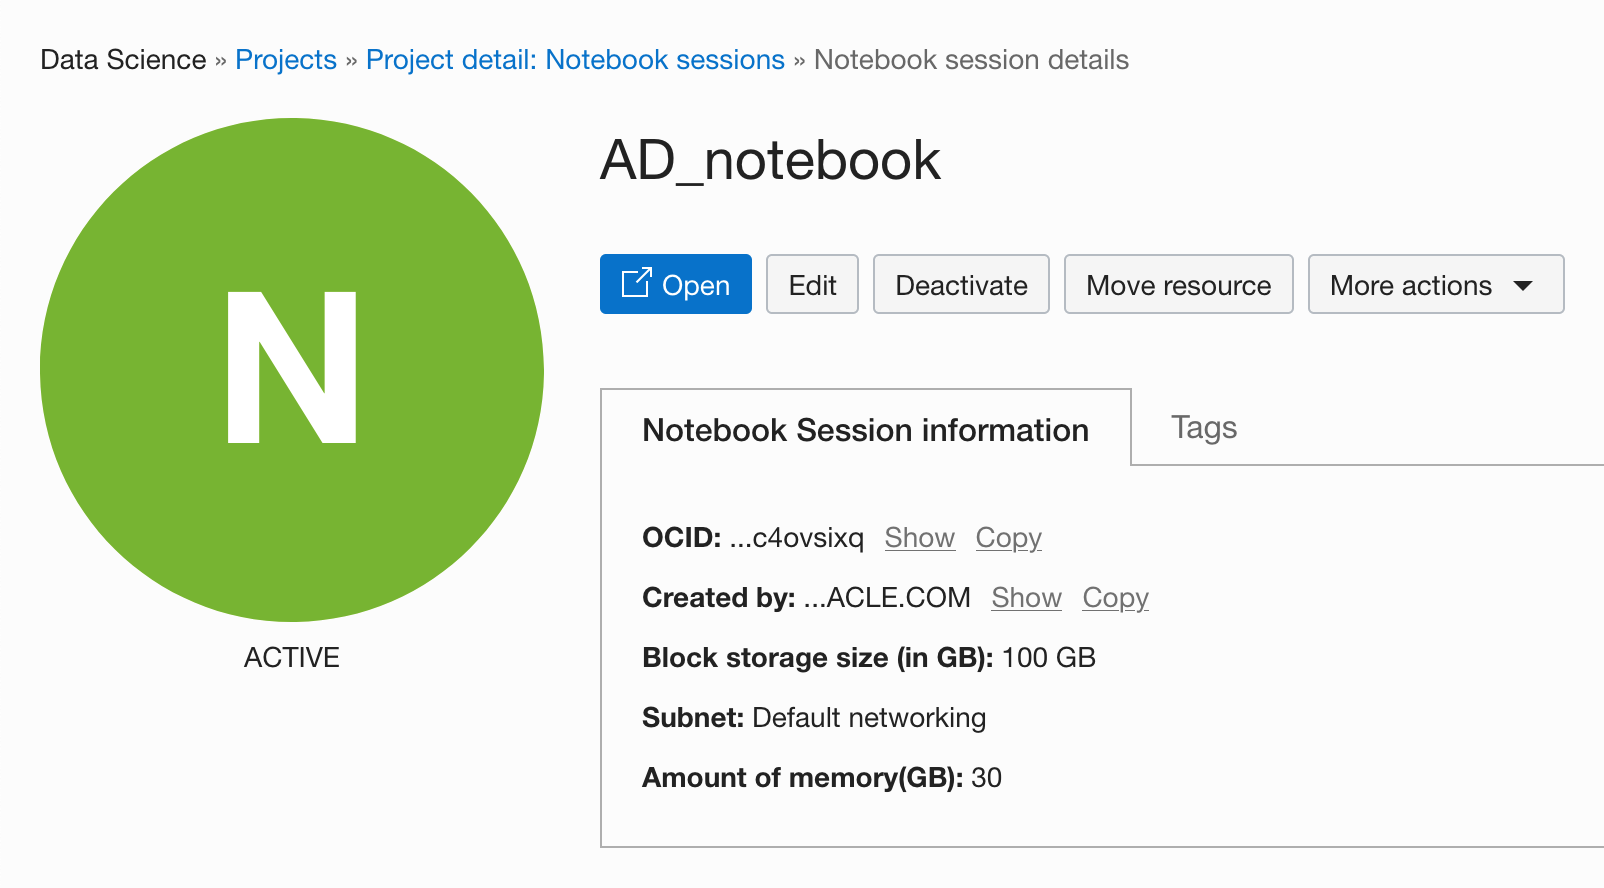 Data Science » Projects » Project detail: Notebook sessions » Notebook session details
N
ACTIVE
AD_notebook
Open Edit Deactivate Move resource More actions
Notebook Session information Tags
OCID: ...c4ovsixq Show Copy
Created by: ...ACLE.COM Show Copy
Block storage size (in GB): 100 GB
Subnet: Default networking
Amount of memory(GB): 30